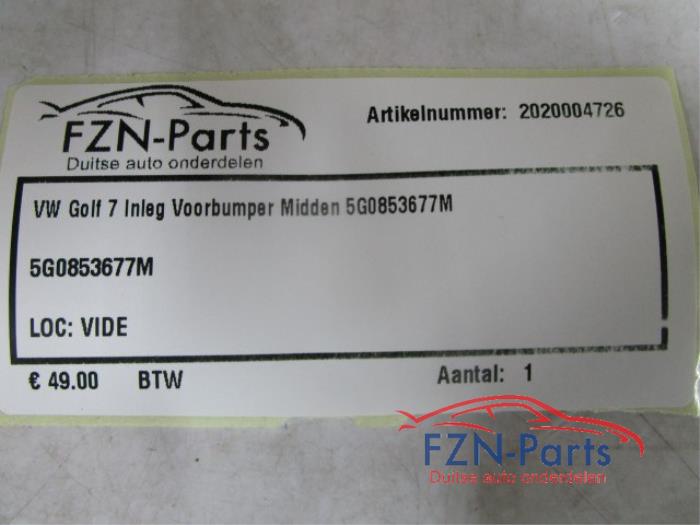 FZN-Parts
Duitse auto onderdelen
Artikelnummer: 2020004726
VW Golf 7 Inleg Voorbumper Midden 5G0853677M
5G0853677M
LOC: VIDE
€ 49.00 BTW Aantal: 1
FZN-Parts
Duitse auto onderdelen